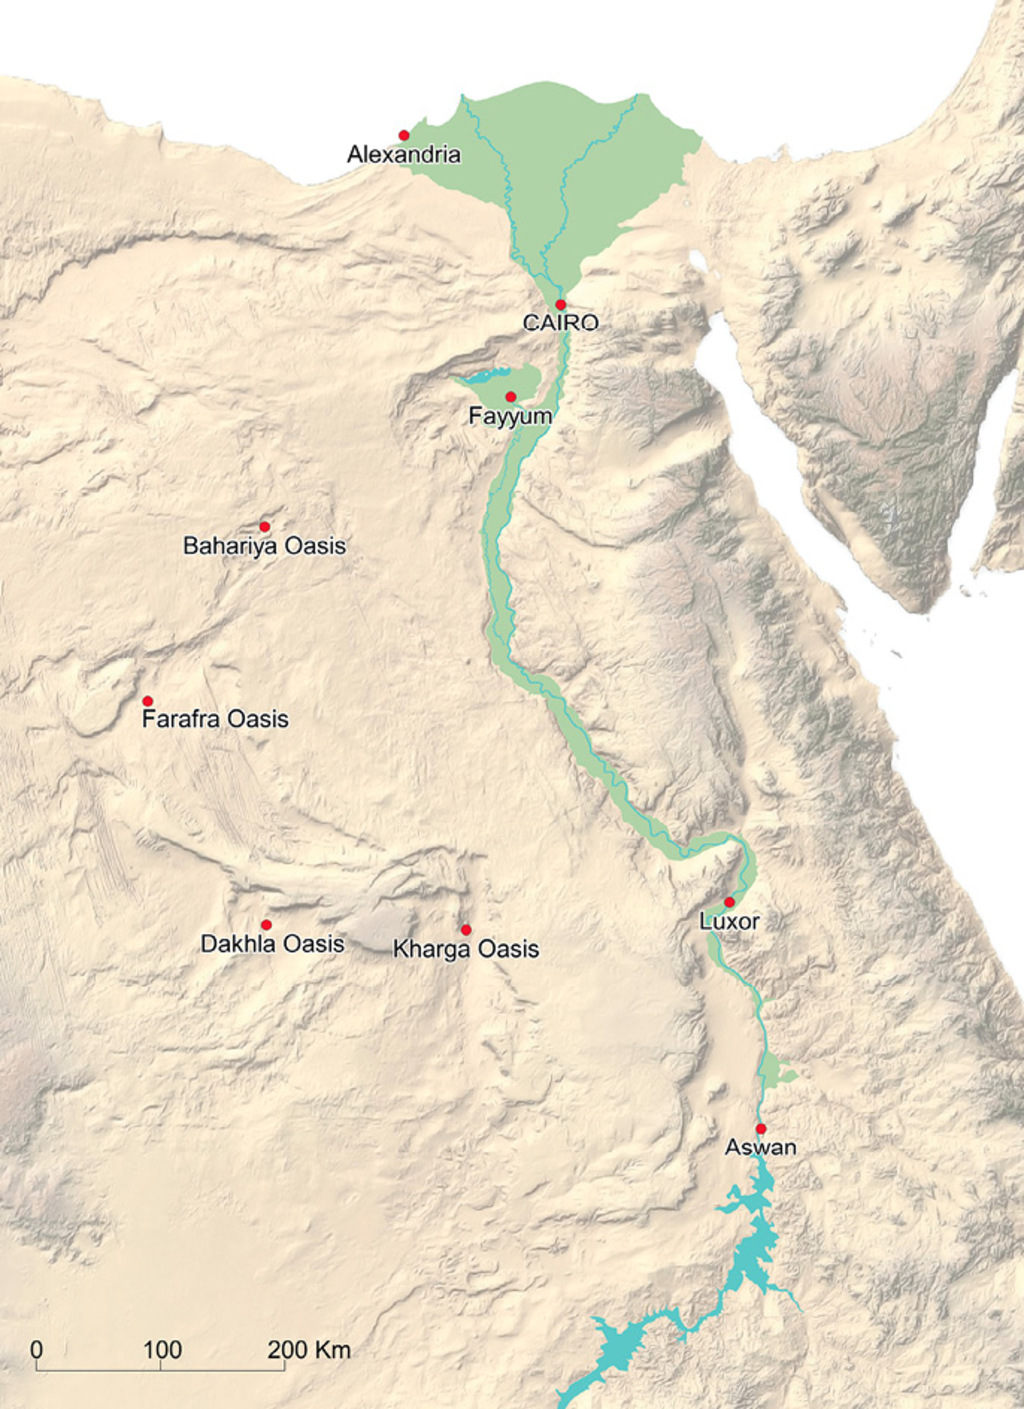 Alexandria
CAIRO
Fayyum
Bahariya Oasis
Farafra Oasis
Luxor
Dakhla Oasis
Kharga Oasis
Aswan
0 100 200 Km